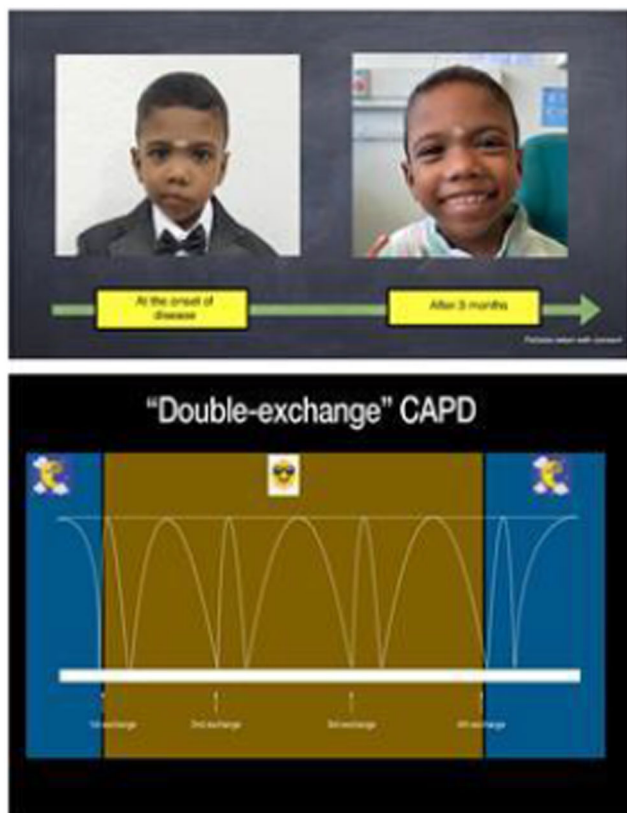 At the onset of
disease
After 3 months
“Double-exchange” CAPD
1st exchange
2nd exchange
3rd exchange
4th exchange